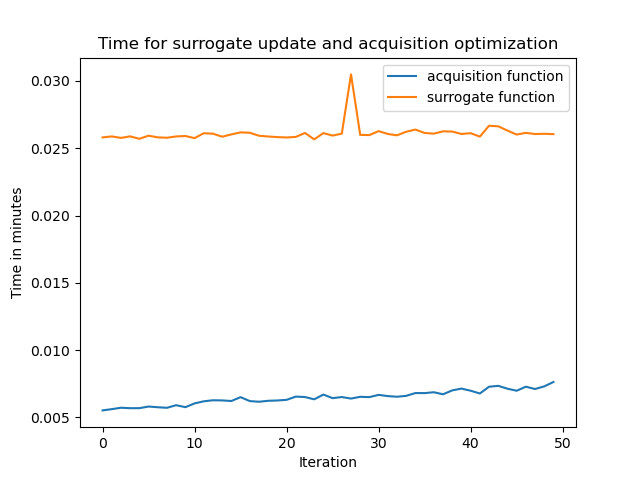 Time for surrogate update and acquisition optimization
acquisition function
surrogate function
0.030
0.025
0.020
0.015
0.010
0.005
Time in minutes
0 10 20 30 40 50
Iteration